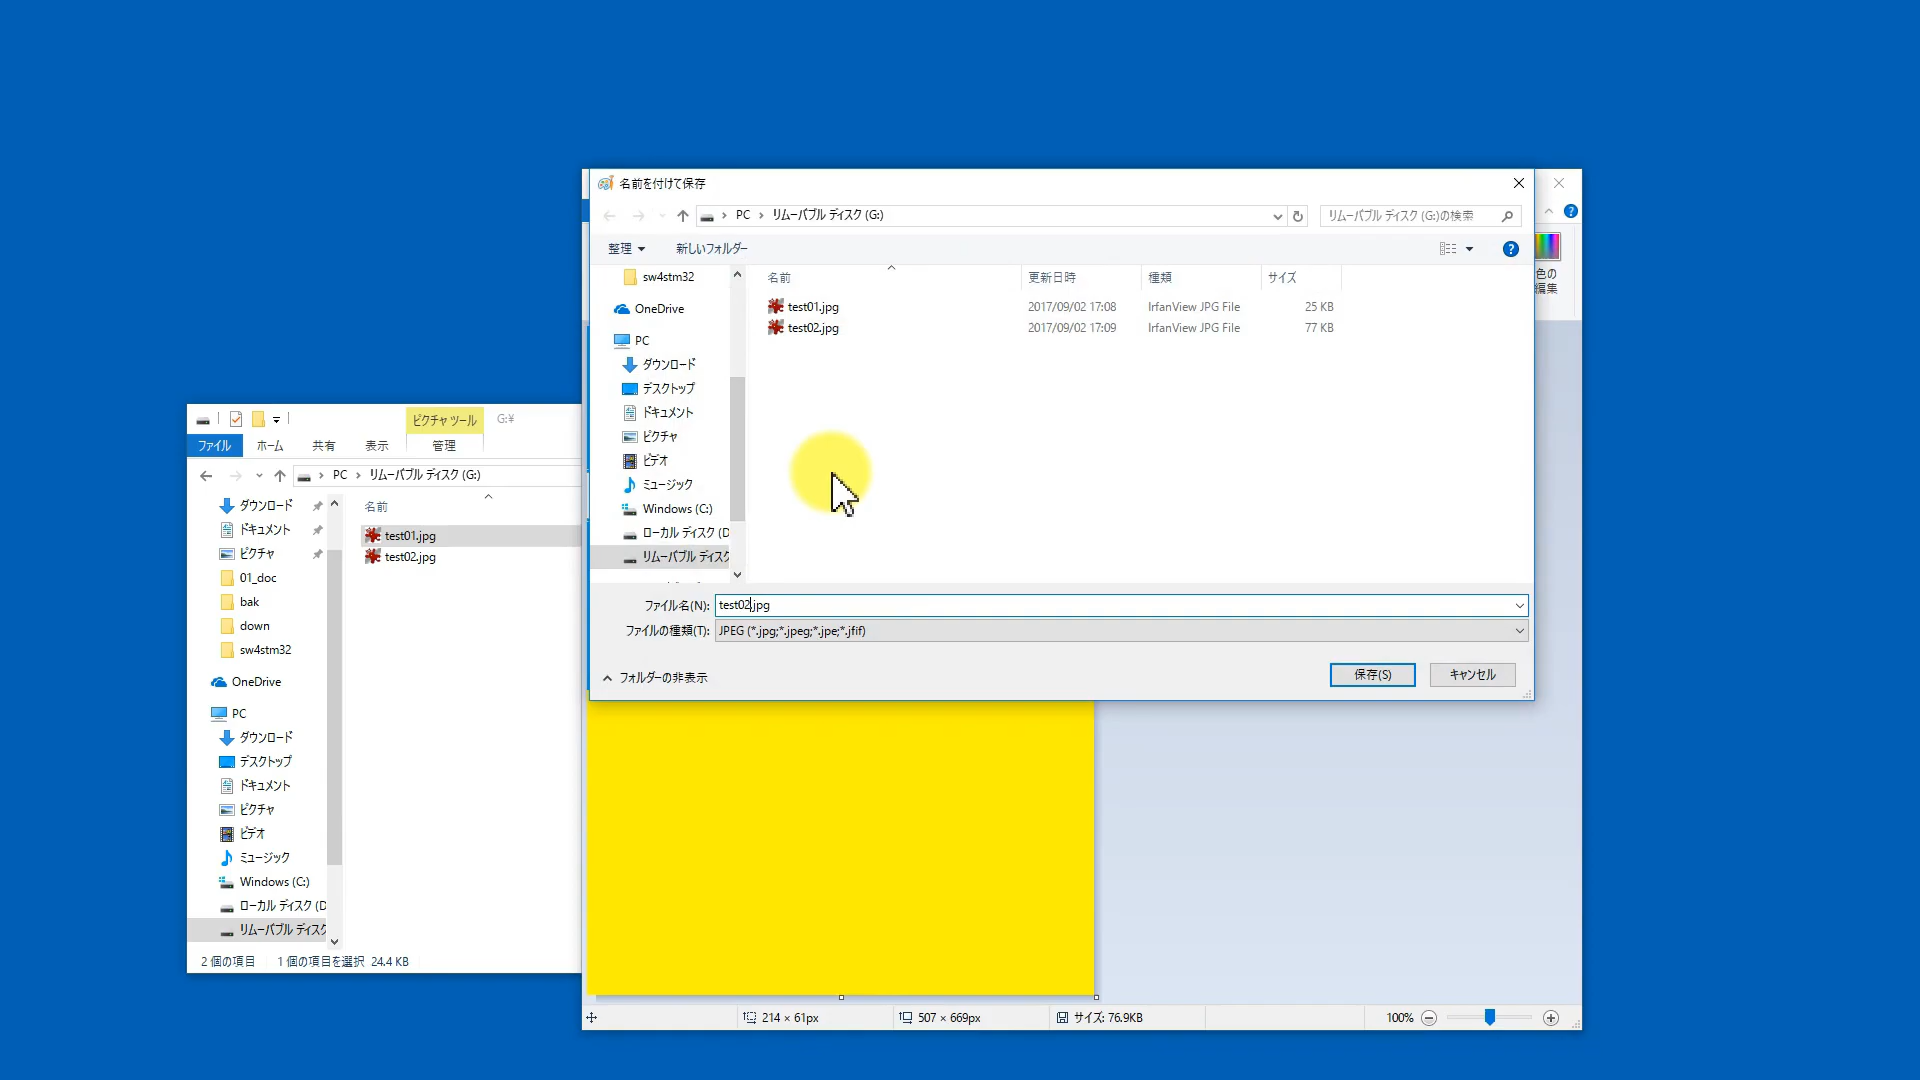 名前を付けて保存
PC › リムーバブル ディスク (G:)
リムーバブル ディスク (G:)の検索
整理
新しいフォルダー
色の
編集
sw4stm32
OneDrive
PC
ダウンロード
デスクトップ
ドキュメント
ピクチャ
ビデオ
ミュージック
Windows (C:)
ローカル ディスク (D
リムーバブル ディスク
名前 更新日時 種類 サイズ
test01.jpg 2017/09/02 17:08 IrfanView JPG File 25 KB
test02.jpg 2017/09/02 17:09 IrfanView JPG File 77 KB
ファイル名(N): test02.jpg
ファイルの種類(T): JPEG (*.jpg;*.jpeg;*.jpe;*.jfif)
フォルダーの非表示
保存(S)
キャンセル
ピクチャ ツール
G:¥
ファイル ホーム 共有 表示 管理
PC › リムーバブル ディスク (G:)
ダウンロード
ドキュメント
ピクチャ
01_doc
bak
down
sw4stm32
OneDrive
PC
ダウンロード
デスクトップ
ドキュメント
ピクチャ
ビデオ
ミュージック
Windows (C:)
ローカル ディスク (D
リムーバブル ディスク
名前
test01.jpg
test02.jpg
2 個の項目 1 個の項目を選択 24.4 KB
214 × 61px
507 × 669px
サイズ: 76.9KB
100%